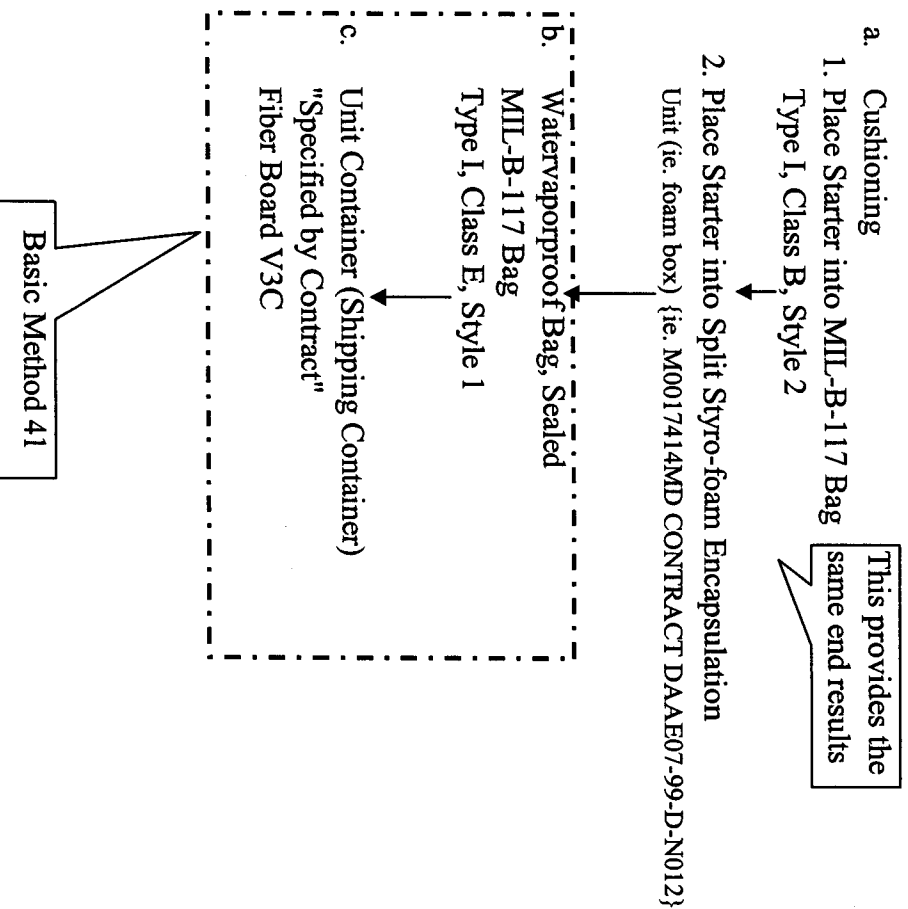 a. Cushioning
1. Place Starter into MIL-B-117 Bag
Type I, Class B, Style 2
This provides the
same end results
2. Place Starter into Split Styro-foam Encapsulation
Unit (ie. foam box) {ie. M0017414MD CONTRACT DAAE07-99-D-N012}
b. Watervaporproof Bag, Sealed
MIL-B-117 Bag
Type I, Class E, Style 1
c. Unit Container (Shipping Container)
"Specified by Contract"
Fiber Board V3C
Basic Method 41